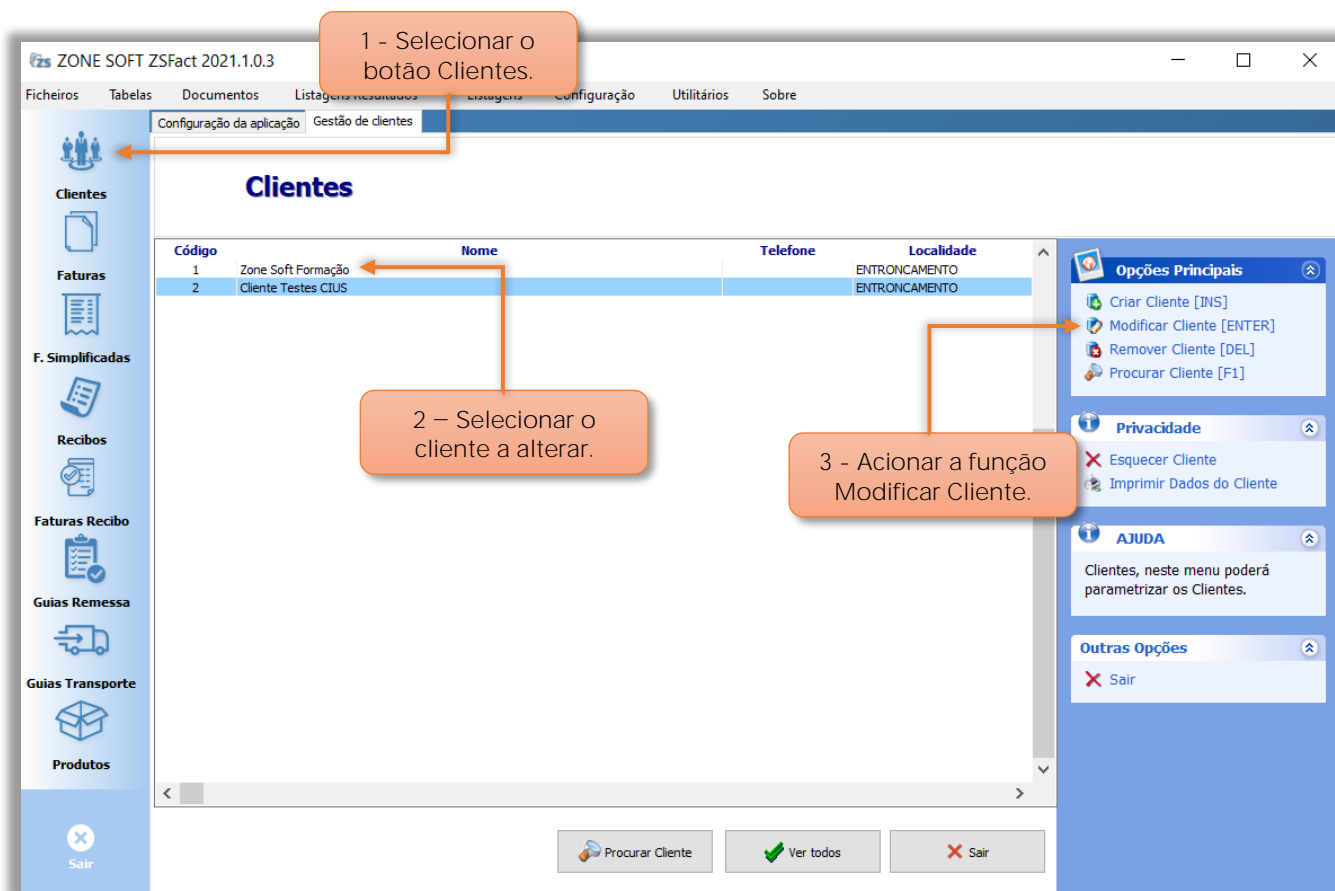 1 - Selecionar o
botão Clientes.
ZONE SOFT ZSFact 2021.1.0.3
Ficheiros Tabelas Documentos Listagens Resultados Listagens Configuração Utilitários Sobre
Configuração da aplicação Gestão de clientes
Clientes
Faturas
F. Simplificadas
Recibos
Faturas Recibo
Guias Remessa
Guias Transporte
Produtos
Sair
Clientes
Código Nome Telefone Localidade
1 Zone Soft Formação ENTRONCAMENTO
2 Cliente Testes CIUS ENTRONCAMENTO
2 – Selecionar o
cliente a alterar.
3 - Acionar a função
Modificar Cliente.
Opções Principais
Criar Cliente [INS]
Modificar Cliente [ENTER]
Remover Cliente [DEL]
Procurar Cliente [F1]
Privacidade
Esquecer Cliente
Imprimir Dados do Cliente
AJUDA
Clientes, neste menu poderá
parametrizar os Clientes.
Outras Opções
Sair
Procurar Cliente Ver todos Sair